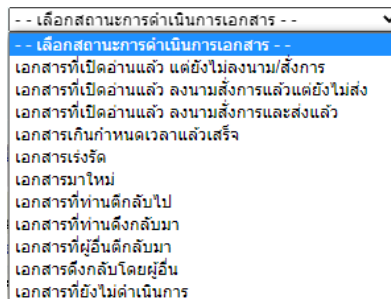 - - เลือกสถานะการดำเนินการเอกสาร - -
- - เลือกสถานะการดำเนินการเอกสาร - -
เอกสารที่เปิดอ่านแล้ว แต่ยังไม่ลงนาม/สั่งการ
เอกสารที่เปิดอ่านแล้ว ลงนามสั่งการแล้วแต่ยังไม่ส่ง
เอกสารที่เปิดอ่านแล้ว ลงนามสั่งการและส่งแล้ว
เอกสารเกินกำหนดเวลาแล้วเสร็จ
เอกสารเร่งรัด
เอกสารมาใหม่
เอกสารที่ท่านตีกลับไป
เอกสารที่ท่านดึงกลับมา
เอกสารที่ผู้อื่นตีกลับมา
เอกสารดึงกลับโดยผู้อื่น
เอกสารที่ยังไม่ดำเนินการ